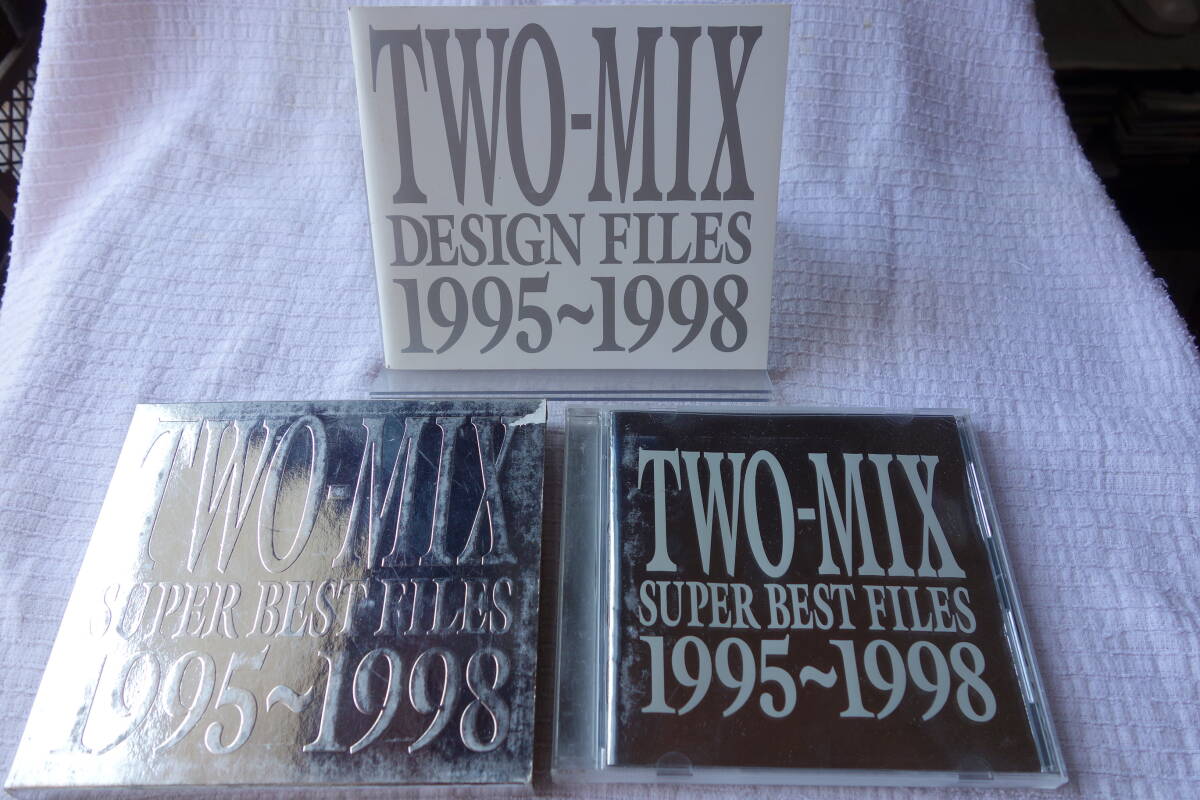 TWO-MIX
DESIGN FILES
1995~1998
TWO-MIX
SUPER BEST FILES
1995~1998
TWO-MIX
SUPER BEST FILES
1995~1998